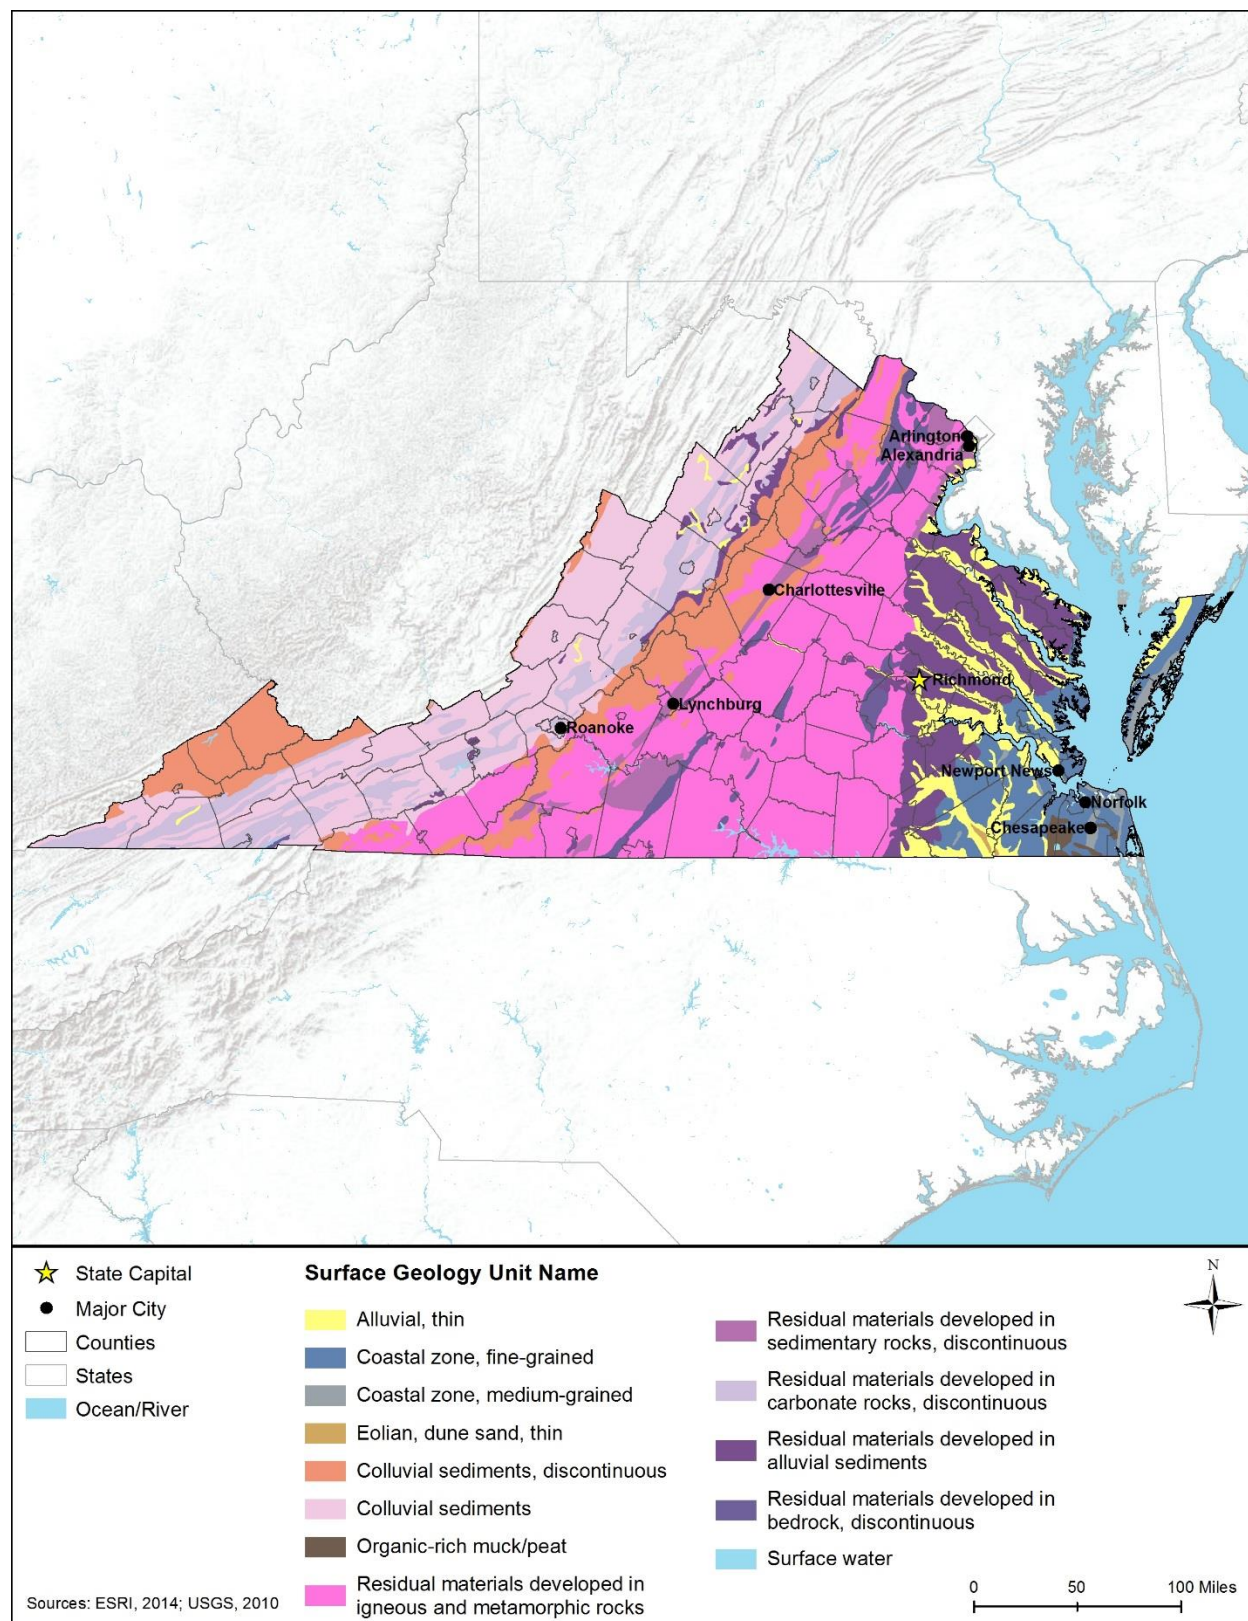 Arlington
Alexandria
Charlottesville
Richmond
Lynchburg
Roanoke
Newport News
Norfolk
Chesapeake
State Capital
Major City
Counties
States
Ocean/River
Sources: ESRI, 2014; USGS, 2010
Surface Geology Unit Name
Alluvial, thin
Coastal zone, fine-grained
Coastal zone, medium-grained
Eolian, dune sand, thin
Colluvial sediments, discontinuous
Colluvial sediments
Organic-rich muck/peat
Residual materials developed in
igneous and metamorphic rocks
Residual materials developed in
sedimentary rocks, discontinuous
Residual materials developed in
carbonate rocks, discontinuous
Residual materials developed in
alluvial sediments
Residual materials developed in
bedrock, discontinuous
Surface water
N
0 50 100 Miles